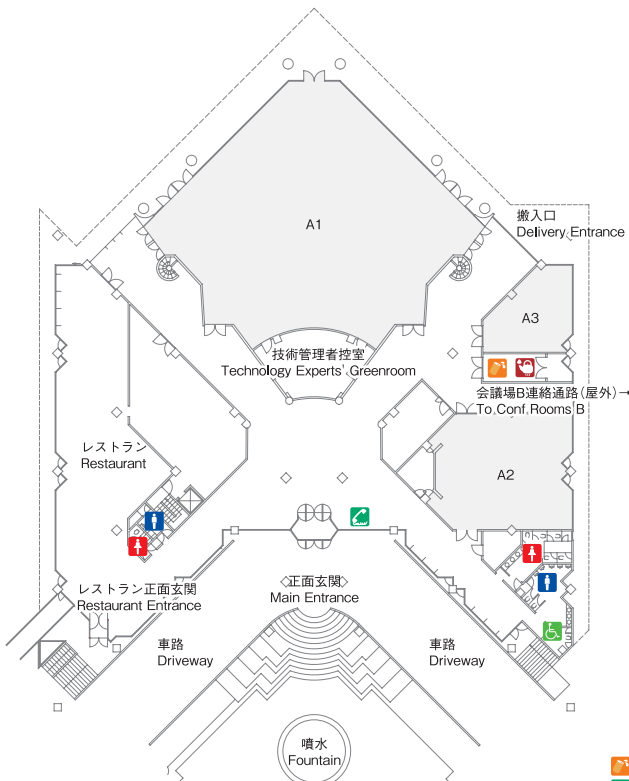 A1
搬入口
Delivery Entrance
A3
技術管理者控室
Technology Experts' Greenroom
会議場B連絡通路(屋外)→
To Conf. Rooms B
レストラン
Restaurant
A2
レストラン正面玄関
Restaurant Entrance
正面玄関
Main Entrance
車路
Driveway
車路
Driveway
噴水
Fountain